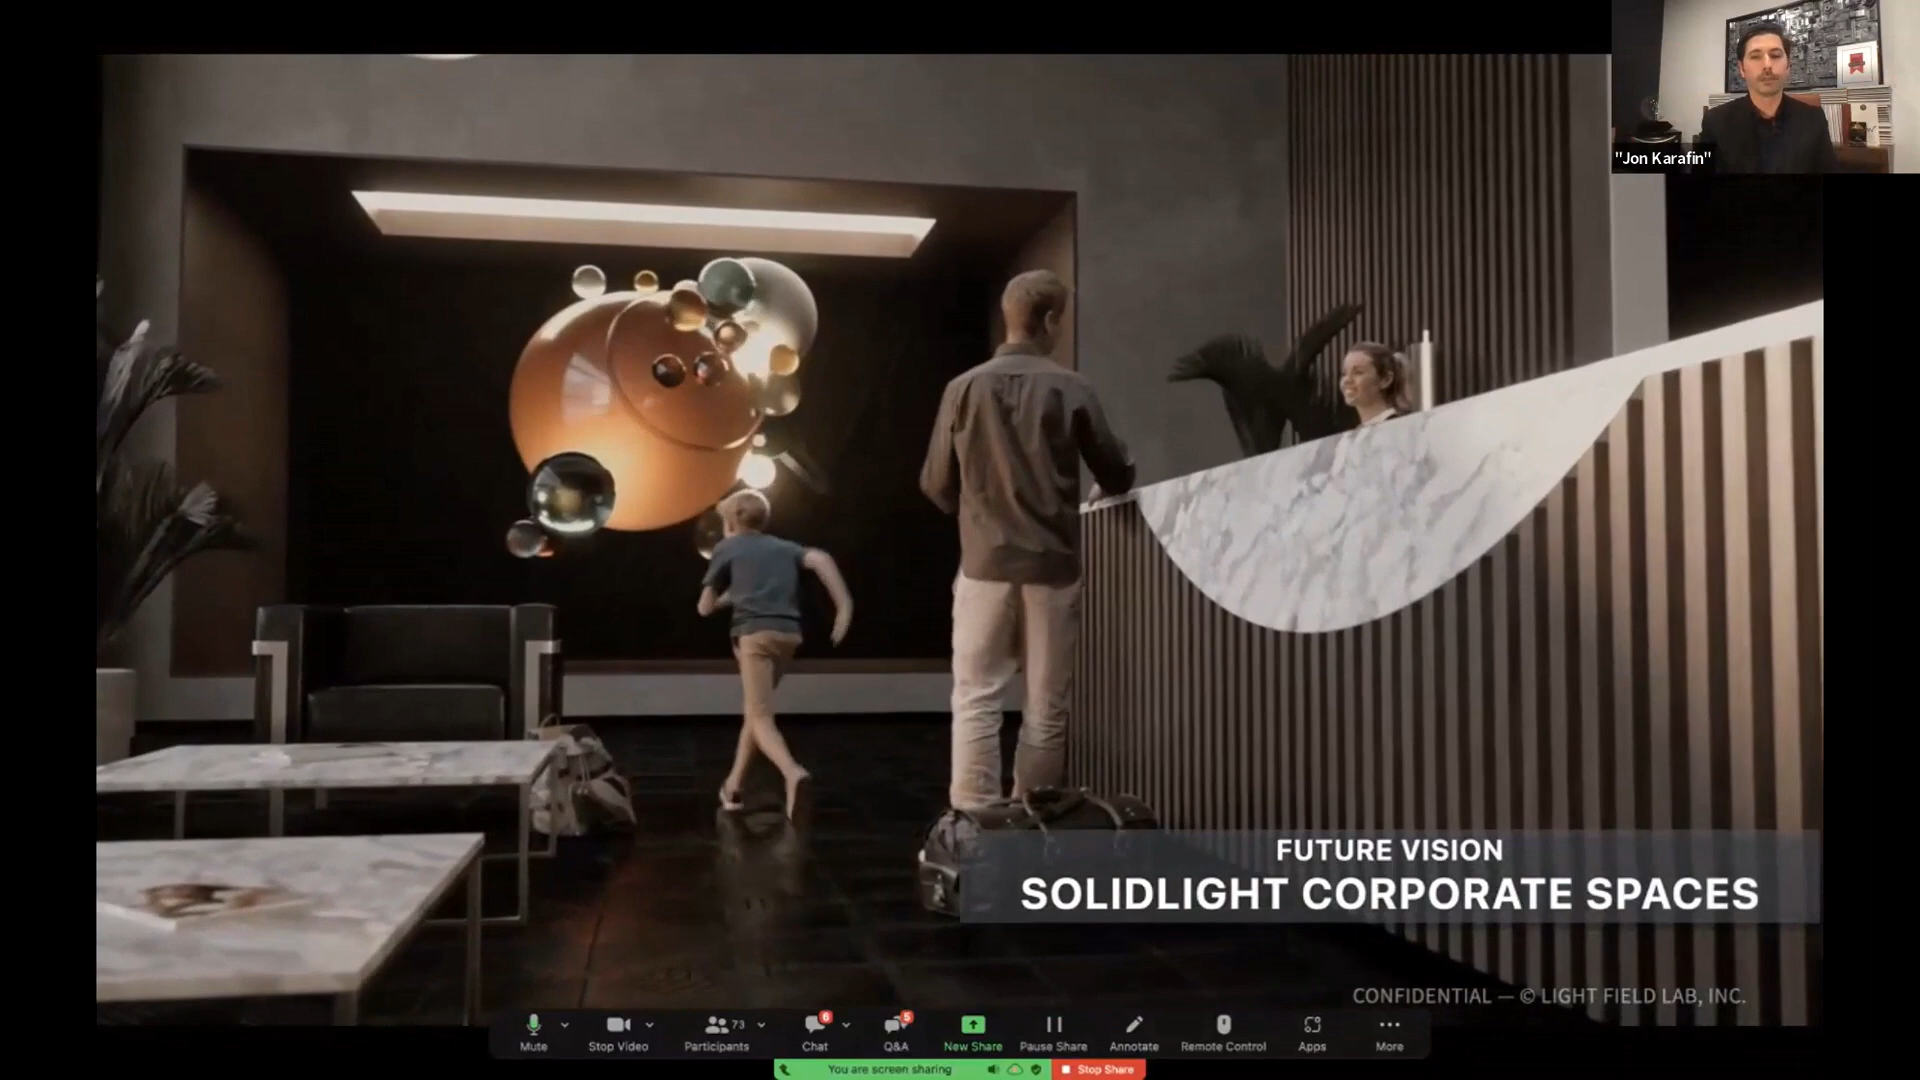 "Jon Karafin"
FUTURE VISION
SOLIDLIGHT CORPORATE SPACES
CONFIDENTIAL — © LIGHT FIELD LAB, INC.
73
6
5
Mute
Stop Video
Participants
Chat
Q&A
New Share
Pause Share
Annotate
Remote Control
Apps
More
You are screen sharing
Stop Share